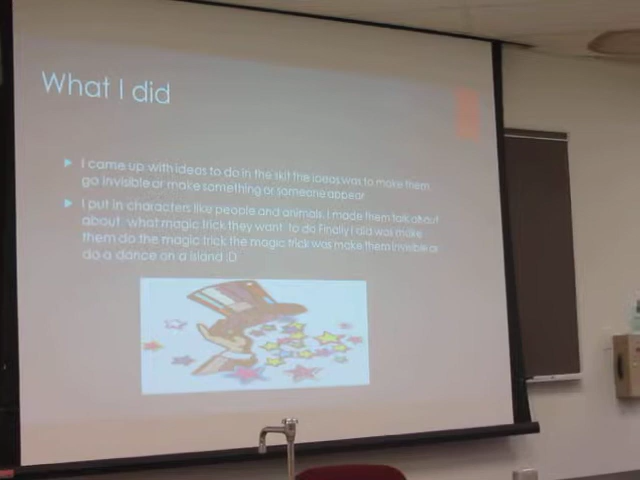 What I did
I came up with ideas to do in the skit the ideas was to make them
go invisible or make something or someone appear
I put in characters like people and animals. I made them talk about
about what magic trick they want to do Finally I did was make
them do the magic trick the magic trick was make them invisible or
do a dance on a island :D